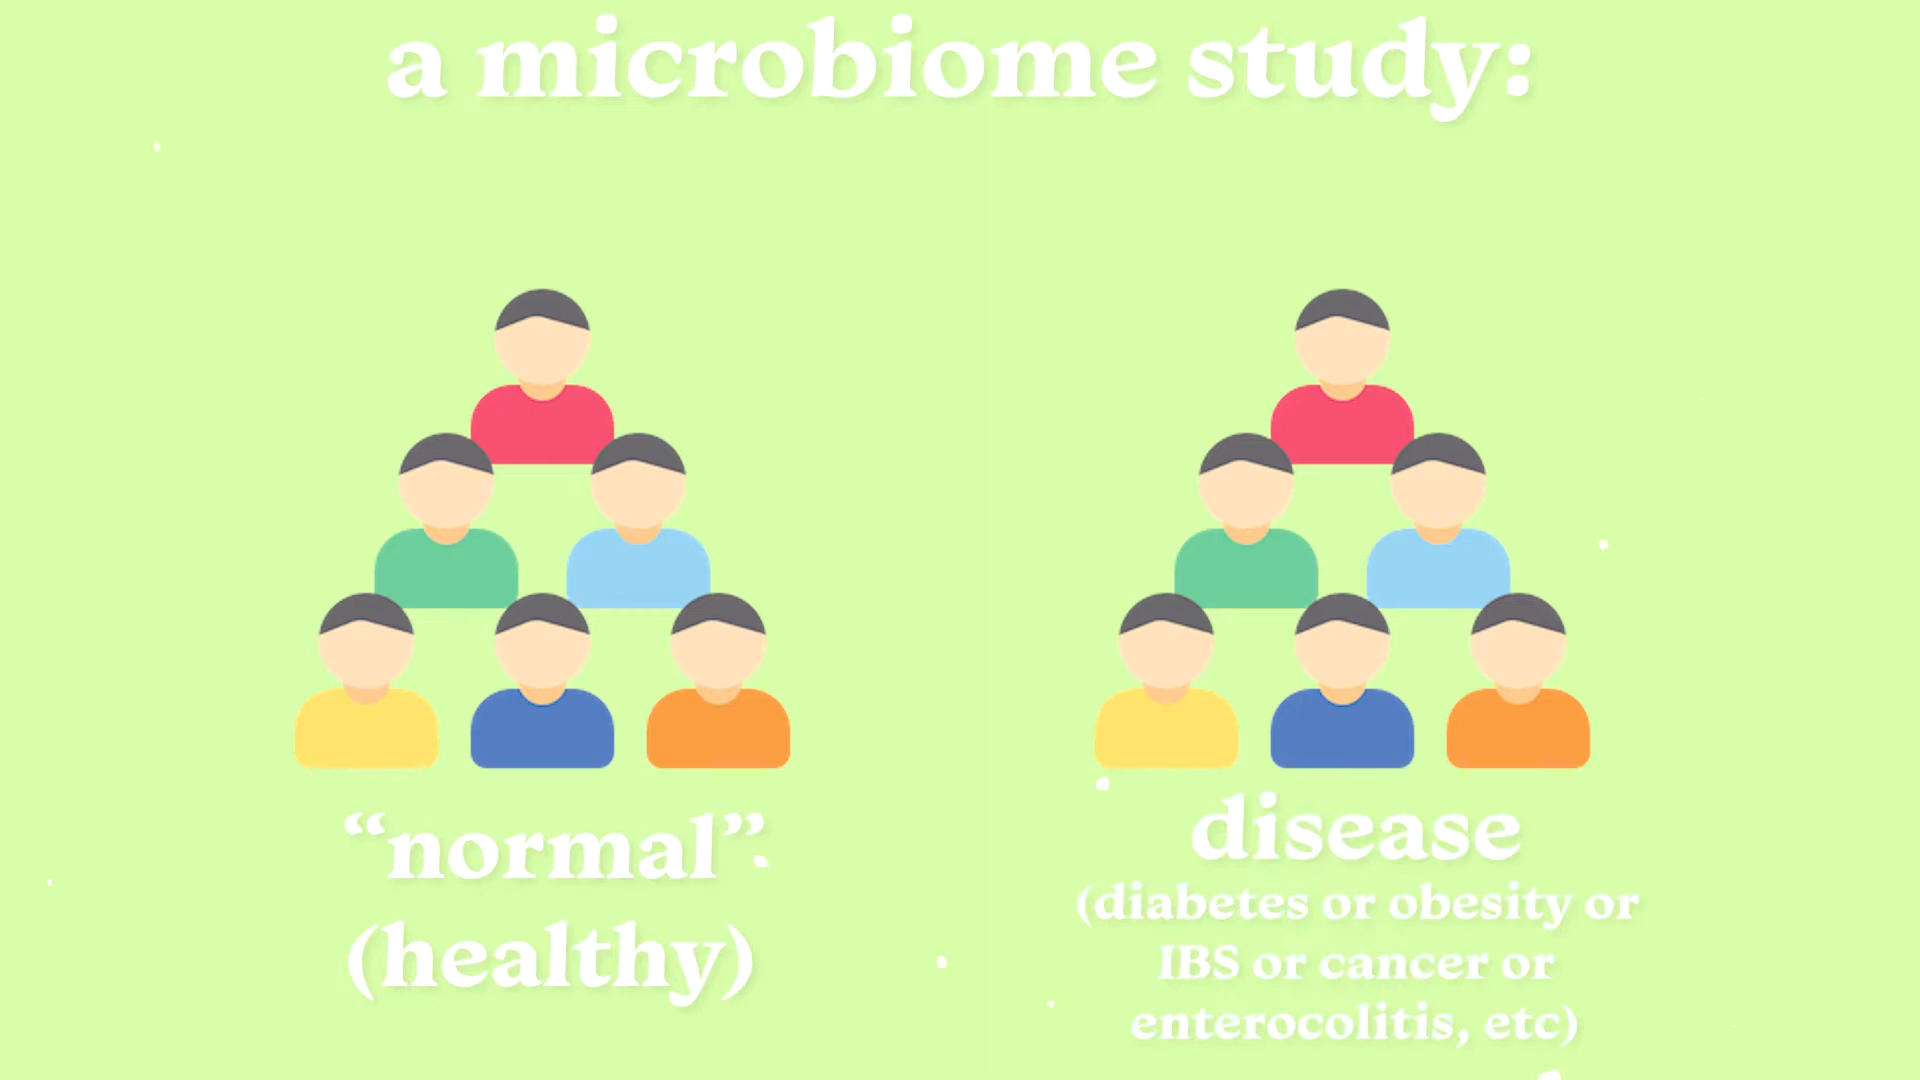 a microbiome study:
“normal”
(healthy)
disease
(diabetes or obesity or
IBS or cancer or
enterocolitis, etc)